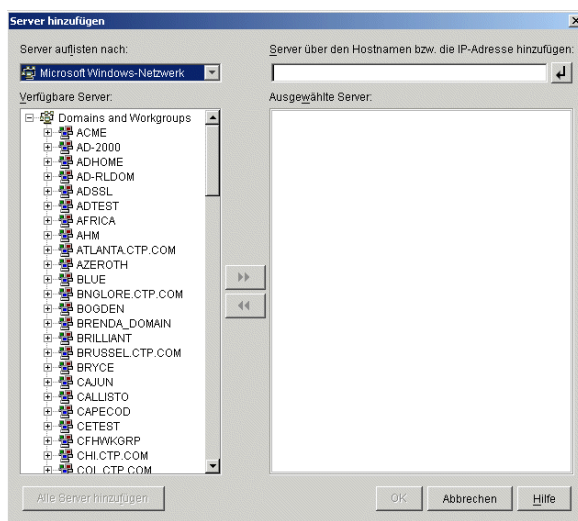 Server hinzufügen
Server auflisten nach:
Microsoft Windows-Netzwerk
Verfügbare Server:
Domains and Workgroups
ACME
AD-2000
ADHOME
AD-RLDOM
ADSSL
ADTEST
AFRICA
AHM
ATLANTA.CTP.COM
AZEROTH
BLUE
BNGLORE.CTP.COM
BOGDEN
BRENDA_DOMAIN
BRILLIANT
BRUSSEL.CTP.COM
BRYCE
CAJUN
CALLISTO
CAPECOD
CETEST
CFHWKGRP
CHI.CTP.COM
COL.CTP.COM
Alle Server hinzufügen
Server über den Hostnamen bzw. die IP-Adresse hinzufügen:
Ausgewählte Server:
OK
Abbrechen
Hilfe